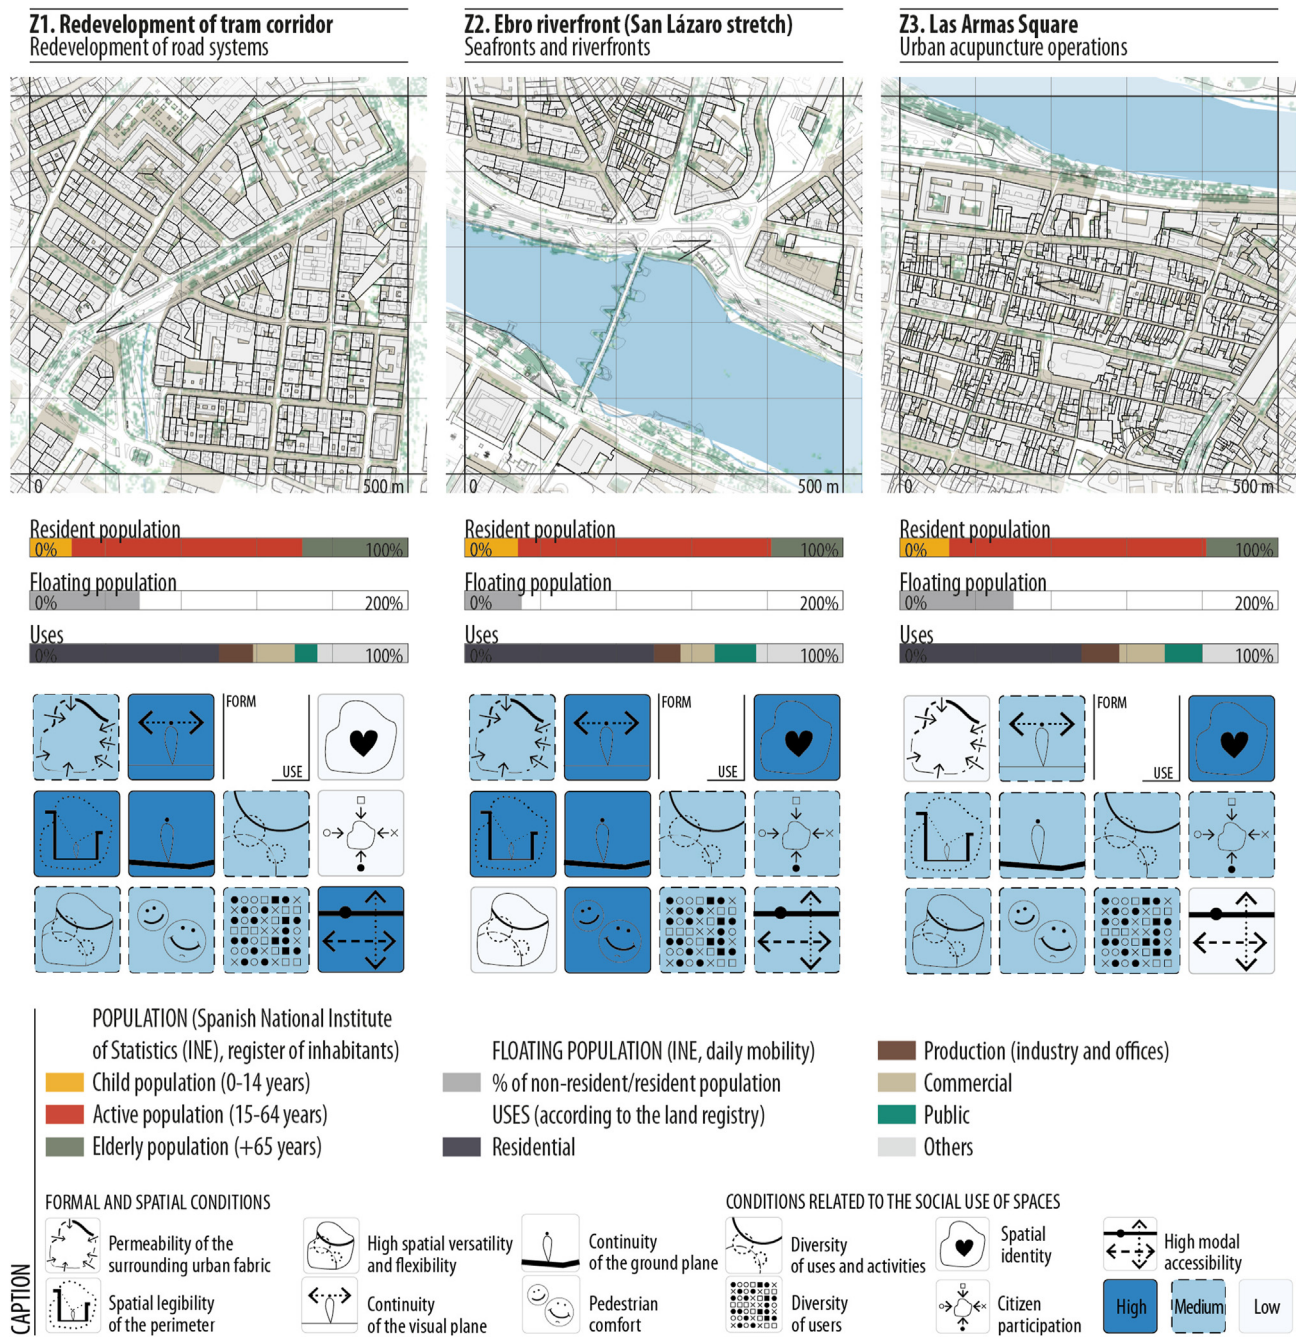 Z1. Redevelopment of tram corridor
Redevelopment of road systems
0
500 m
Resident population
0%
100%
Floating population
0%
200%
Uses
0%
100%
FORM
USE
Z2. Ebro riverfront (San Lázaro stretch)
Seafronts and riverfronts
0
500 m
Resident population
0%
100%
Floating population
0%
200%
Uses
0%
100%
FORM
USE
Z3. Las Armas Square
Urban acupuncture operations
0
500 m
Resident population
0%
100%
Floating population
0%
200%
Uses
0%
100%
FORM
USE
CAPTION
POPULATION (Spanish National Institute
of Statistics (INE), register of inhabitants)
Child population (0-14 years)
Active population (15-64 years)
Elderly population (+65 years)
FLOATING POPULATION (INE, daily mobility)
% of non-resident/resident population
USES (according to the land registry)
Residential
Production (industry and offices)
Commercial
Public
Others
FORMAL AND SPATIAL CONDITIONS
Permeability of the
surrounding urban fabric
Spatial legibility
of the perimeter
High spatial versatility
and flexibility
Continuity
of the visual plane
Continuity
of the ground plane
Pedestrian
comfort
CONDITIONS RELATED TO THE SOCIAL USE OF SPACES
Diversity
of uses and activities
Diversity
of users
Spatial
identity
Citizen
participation
High modal
accessibility
High
Medium
Low